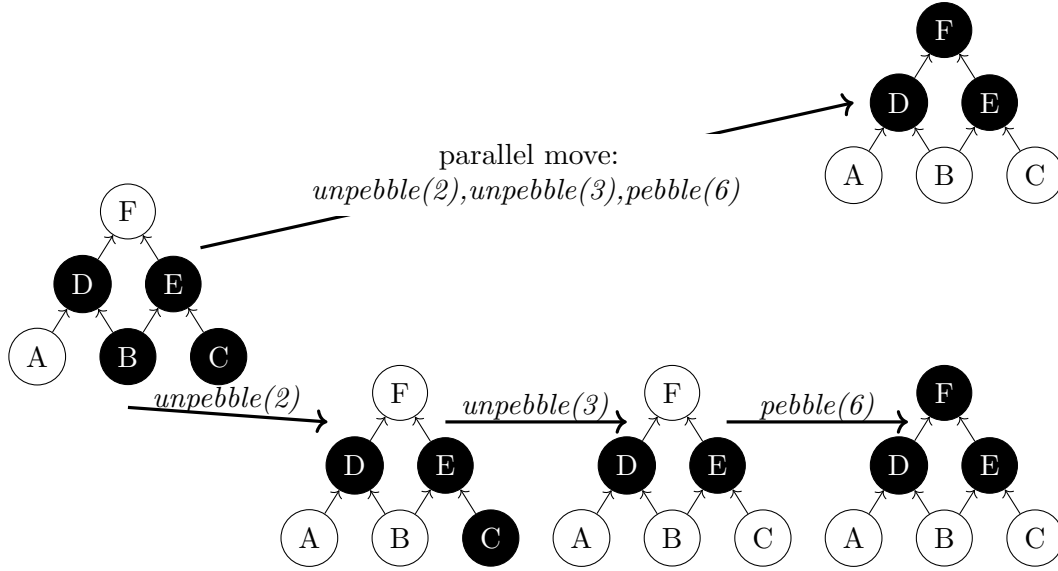 F
D E
A B C
parallel move:
unpebble(2),unpebble(3),pebble(6)
F
D E
A B C
unpebble(2)
unpebble(3)
pebble(6)
F
D E
A B C
F
D E
A B C
F
D E
A B C